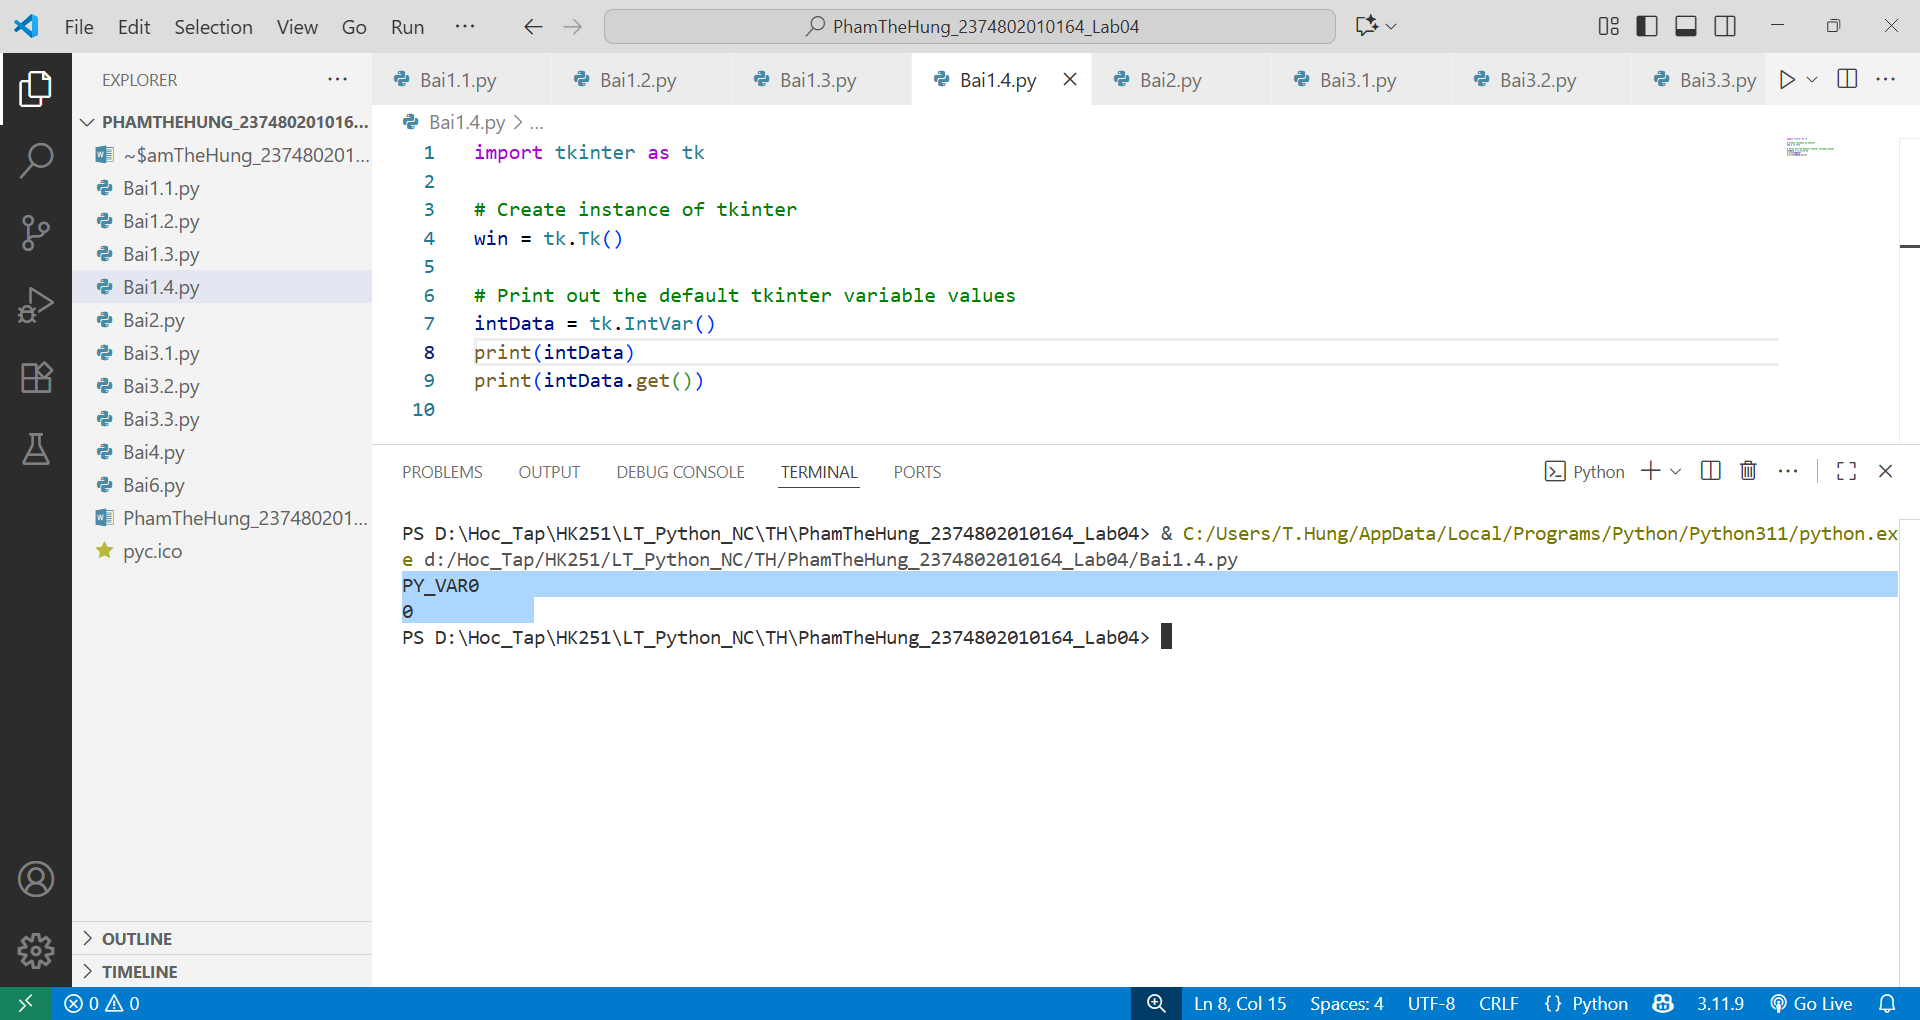 File Edit Selection View Go Run ···
PhamTheHung_2374802010164_Lab04
EXPLORER ···
PHAMTHEHUNG_237480201016...
~$amTheHung_237480201...
Bai1.1.py
Bai1.2.py
Bai1.3.py
Bai1.4.py
Bai2.py
Bai3.1.py
Bai3.2.py
Bai3.3.py
Bai4.py
Bai6.py
PhamTheHung_237480201...
pyc.ico
OUTLINE
TIMELINE
Bai1.1.py Bai1.2.py Bai1.3.py Bai1.4.py Bai2.py Bai3.1.py Bai3.2.py Bai3.3.py
Bai1.4.py > ...
1 import tkinter as tk
2
3 # Create instance of tkinter
4 win = tk.Tk()
5
6 # Print out the default tkinter variable values
7 intData = tk.IntVar()
8 print(intData)
9 print(intData.get())
10
PROBLEMS OUTPUT DEBUG CONSOLE TERMINAL PORTS
Python
PS D:\Hoc_Tap\HK251\LT_Python_NC\TH\PhamTheHung_2374802010164_Lab04> & C:/Users/T.Hung/AppData/Local/Programs/Python/Python311/python.ex
e d:/Hoc_Tap/HK251/LT_Python_NC/TH/PhamTheHung_2374802010164_Lab04/Bai1.4.py
PY_VAR0
0
PS D:\Hoc_Tap\HK251\LT_Python_NC\TH\PhamTheHung_2374802010164_Lab04>
0 0
Ln 8, Col 15 Spaces: 4 UTF-8 CRLF {} Python 3.11.9 Go Live